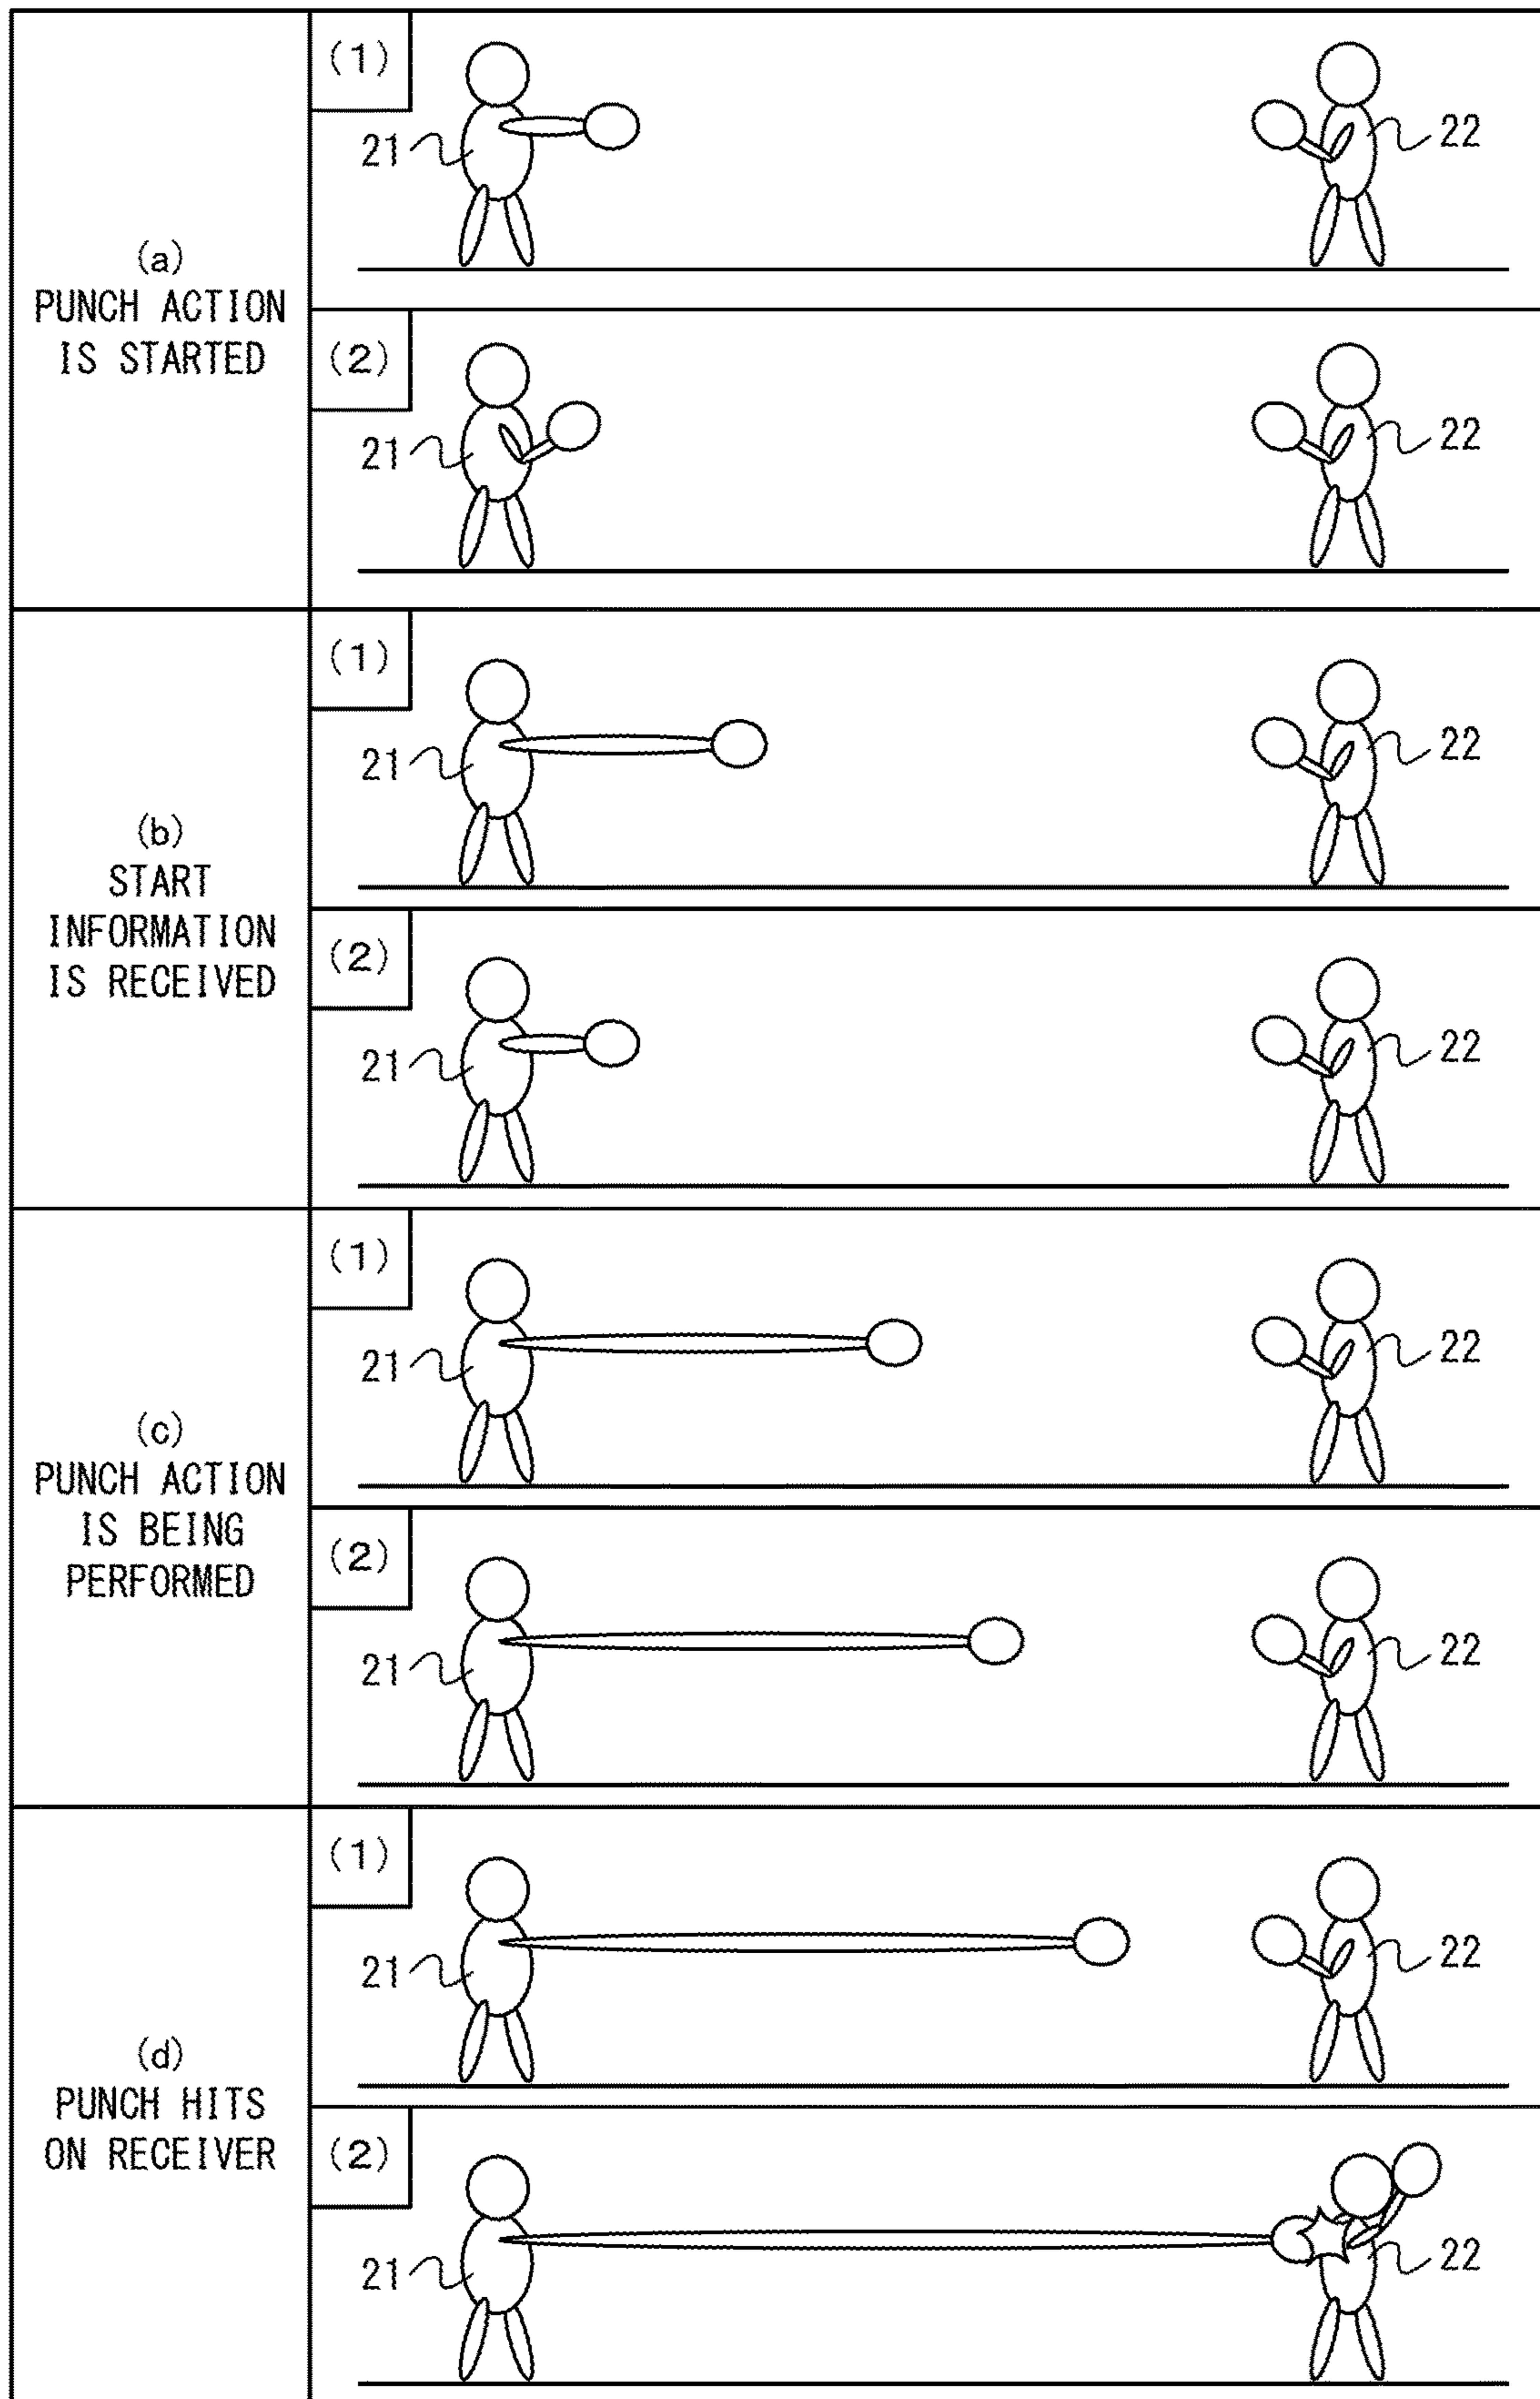 (a)
PUNCH ACTION
IS STARTED
(1)
21
22
(2)
21
22
(b)
START
INFORMATION
IS RECEIVED
(1)
21
22
(2)
21
22
(c)
PUNCH ACTION
IS BEING
PERFORMED
(1)
21
22
(2)
21
22
(d)
PUNCH HITS
ON RECEIVER
(1)
21
22
(2)
21
22